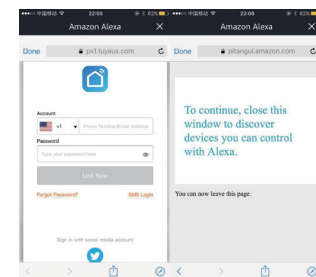 中国移动 22:05 62%
Amazon Alexa
Done px1.tuyaus.com
Account
+1 Phone Number/Email Address
Password
Type your password here
Link Now
Forgot Password? SMS Login
Sign in with social media account
中国移动 22:06 62%
Amazon Alexa
Done pitangui.amazon.com
To continue, close this
window to discover
devices you can control
with Alexa.
You can now leave this page.